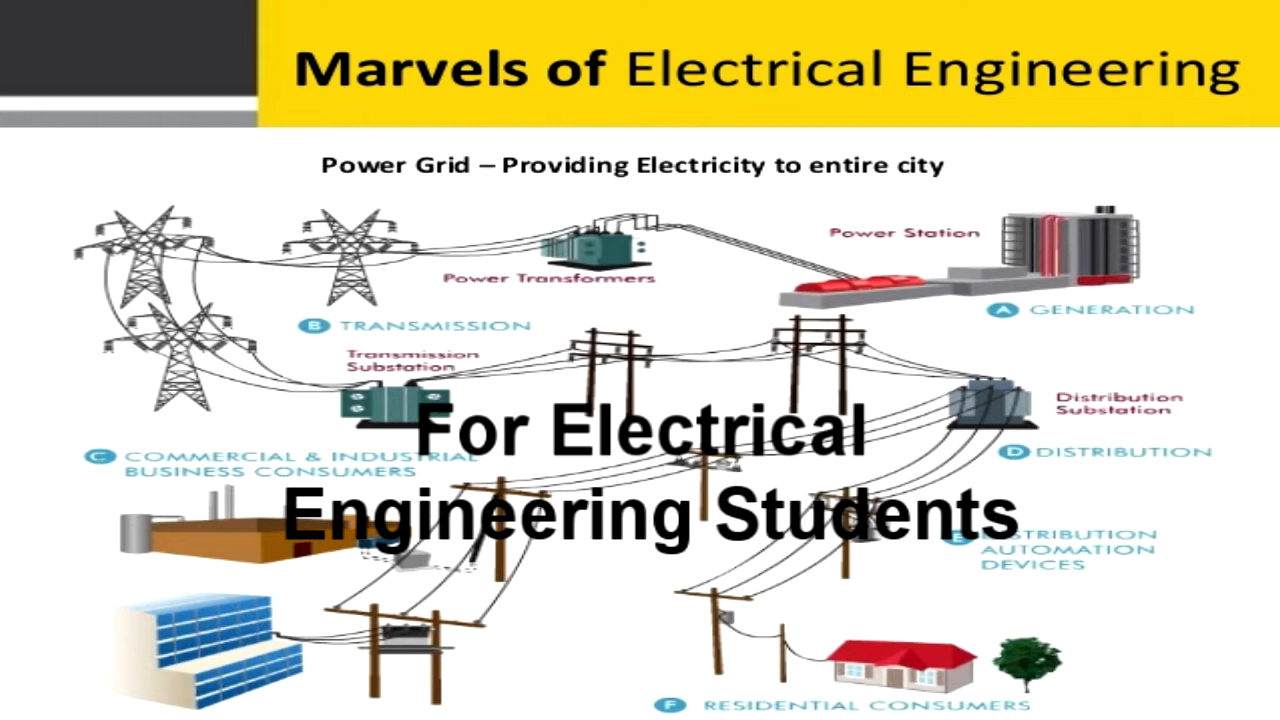 Marvels of Electrical Engineering
Power Grid – Providing Electricity to entire city
Power Station
Power Transformers
A GENERATION
B TRANSMISSION
Transmission
Substation
Distribution
Substation
For Electrical
Engineering Students
C COMMERCIAL & INDUSTRIAL
BUSINESS CONSUMERS
D DISTRIBUTION
E DISTRIBUTION
AUTOMATION
DEVICES
F RESIDENTIAL CONSUMERS